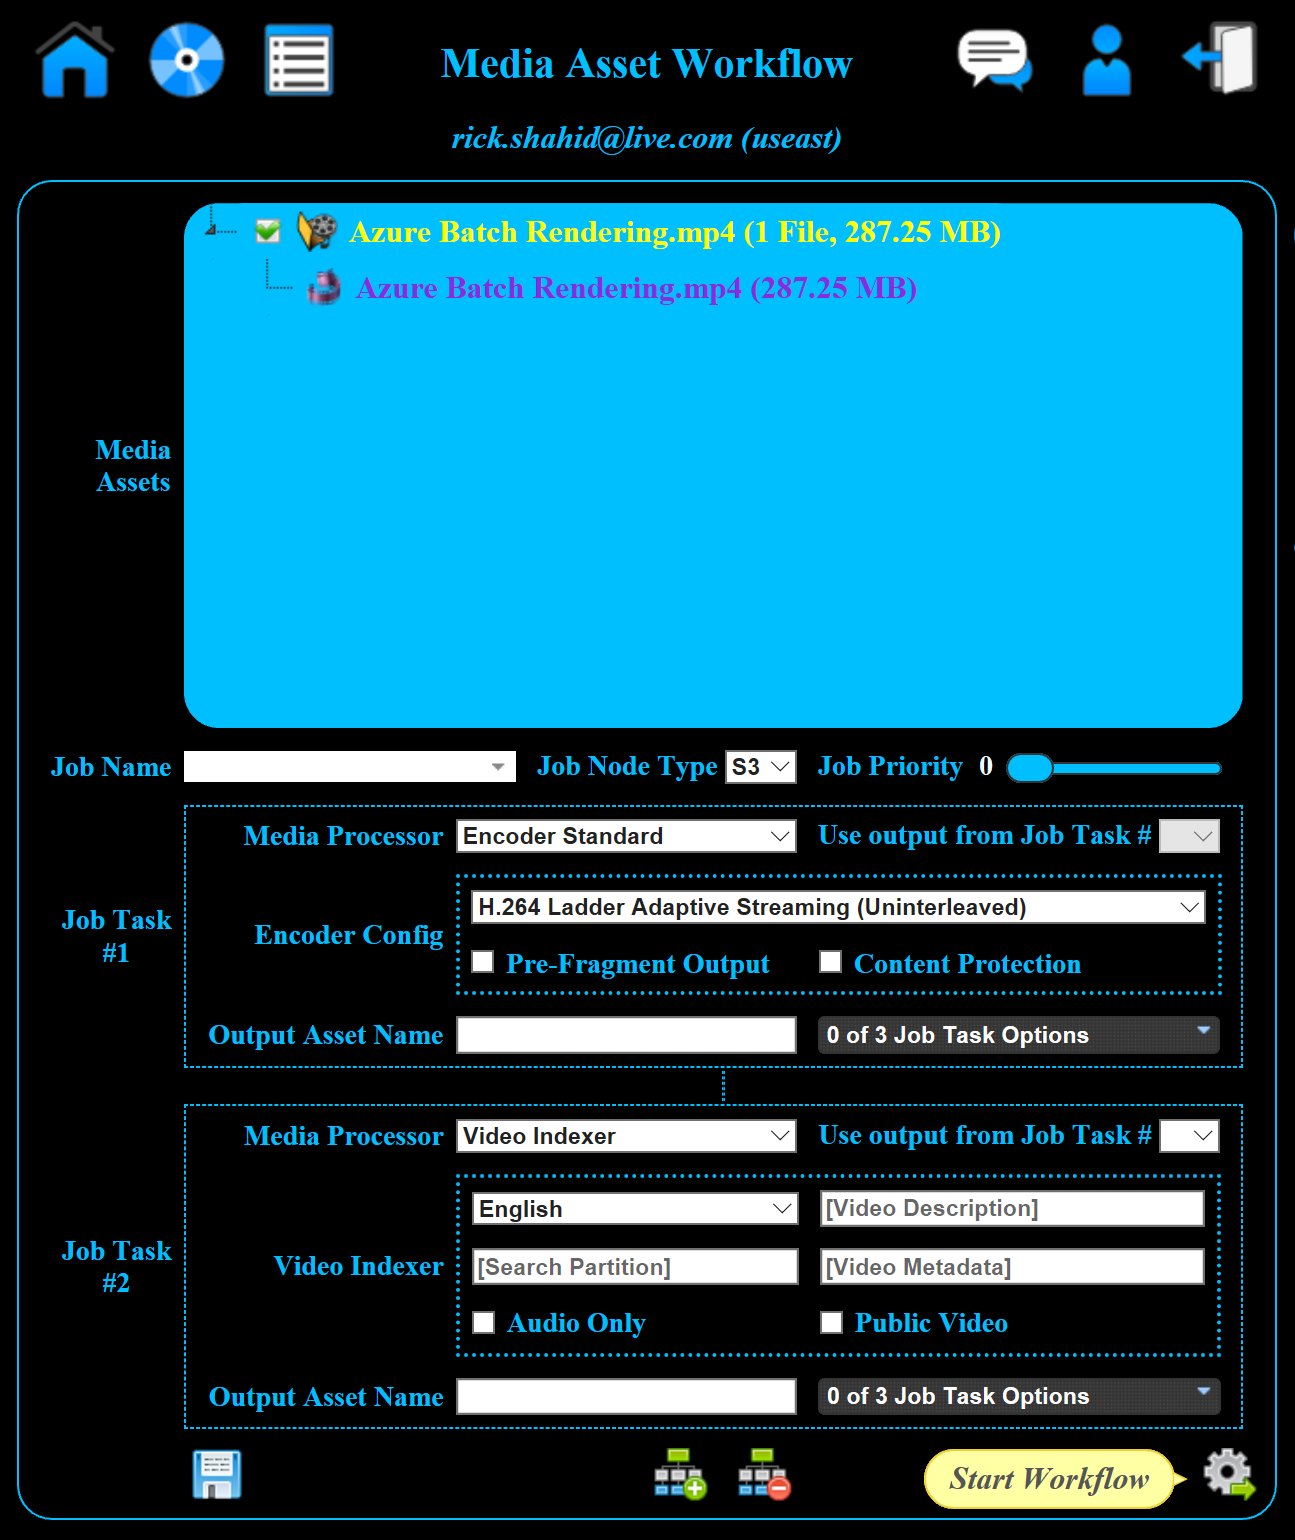 Media Asset Workflow
rick.shahid@live.com (useast)
Azure Batch Rendering.mp4 (1 File, 287.25 MB)
Azure Batch Rendering.mp4 (287.25 MB)
Media
Assets
Job Name Job Node Type S3 Job Priority 0
Media Processor Encoder Standard Use output from Job Task #
Job Task
#1
Encoder Config H.264 Ladder Adaptive Streaming (Uninterleaved)
Pre-Fragment Output Content Protection
Output Asset Name 0 of 3 Job Task Options
Media Processor Video Indexer Use output from Job Task #
Job Task
#2
Video Indexer English [Video Description]
[Search Partition] [Video Metadata]
Audio Only Public Video
Output Asset Name 0 of 3 Job Task Options
Start Workflow